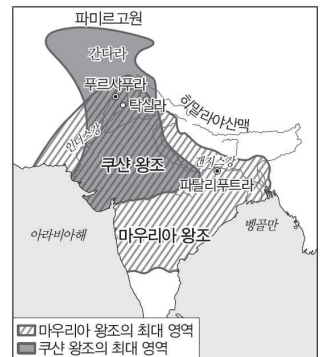 파미르고원
간다라
푸르샤푸라
탁실라
히말라야산맥
인더스강
쿠샨 왕조
갠지스강
파탈리푸트라
아라비아해
마우리아 왕조
벵골만
마우리아 왕조의 최대 영역
쿠샨 왕조의 최대 영역